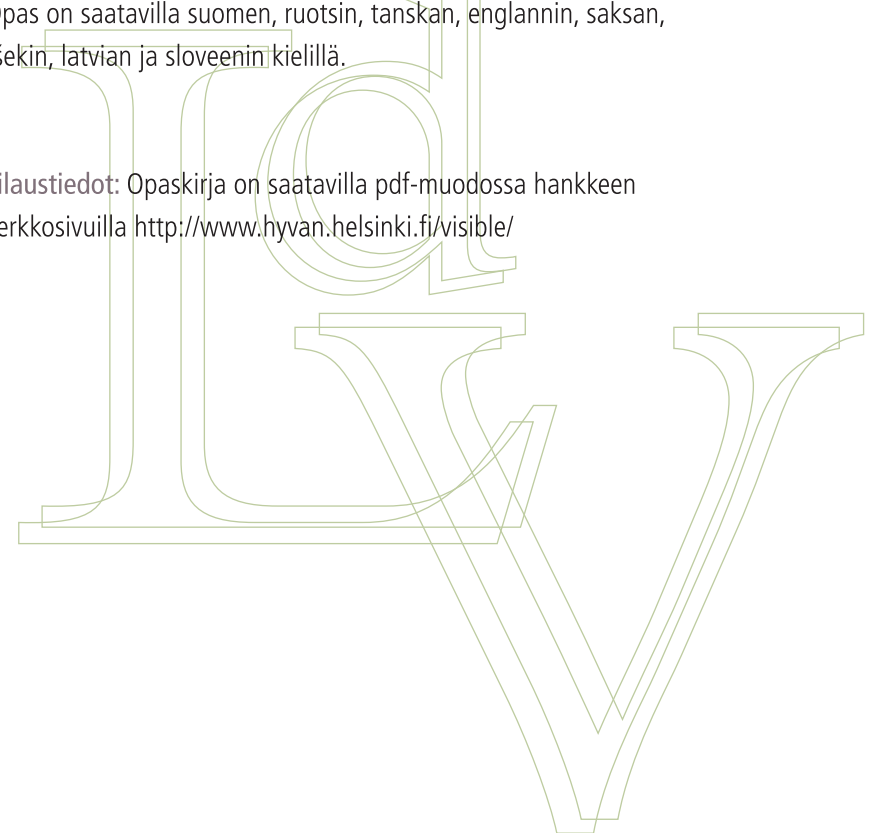 pas on saatavilla suomen, ruotsin, tanskan, englannin, saksan,
šekin, latvian ja sloveenin kielillä.
ilaustiedot: Opaskirja on saatavilla pdf-muodossa hankkeen
erkkosivuilla http://www.hyvan.helsinki.fi/visible/
d
L
v